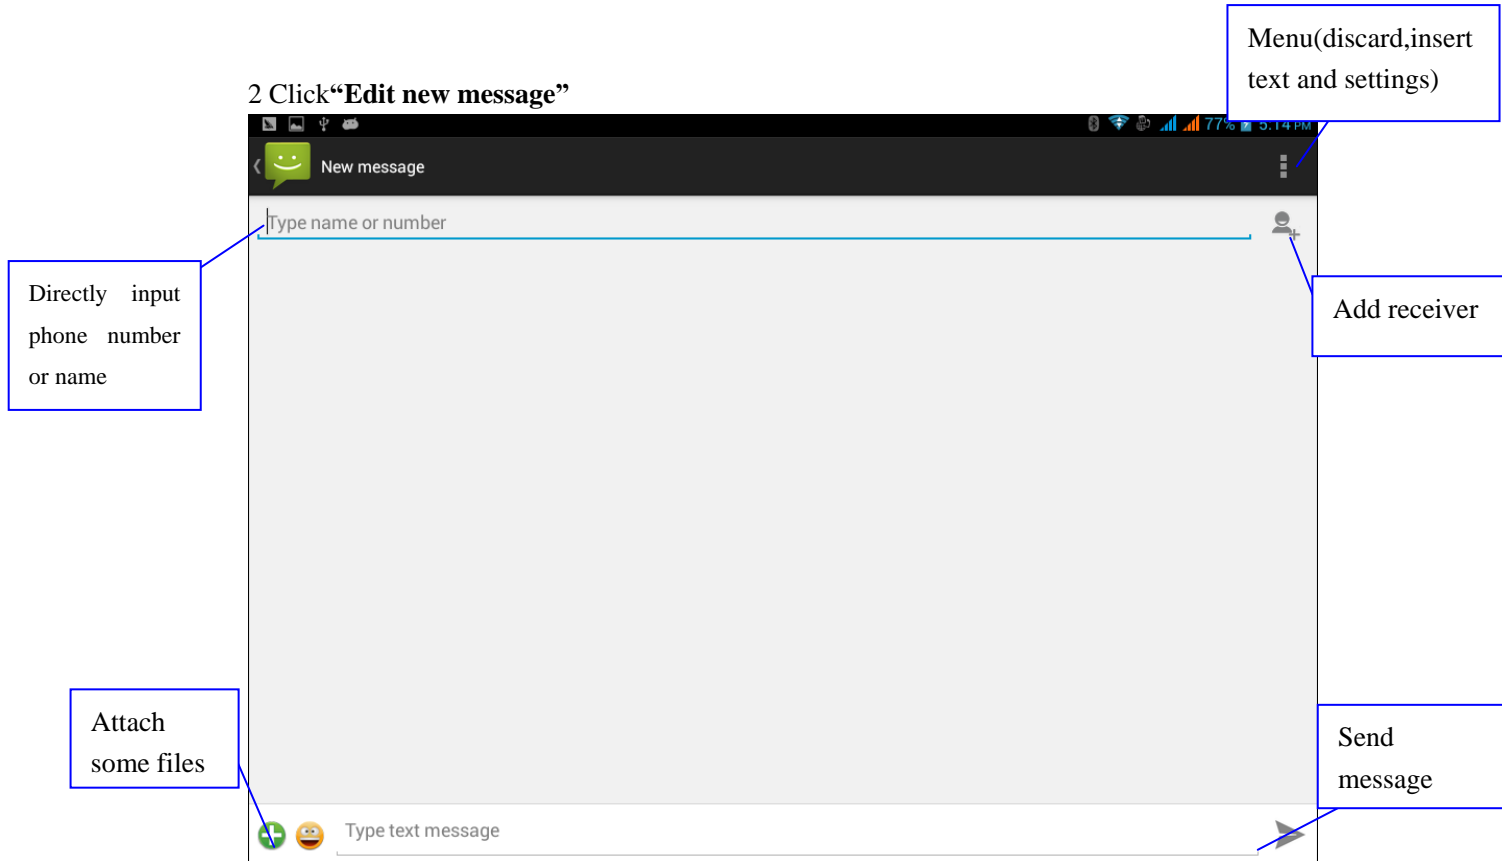 Menu(discard,insert
text and settings)
2 Click“Edit new message”
77% 5:14 PM
New message
Type name or number
Directly input
phone number
or name
Add receiver
Attach
some files
Send
message
Type text message